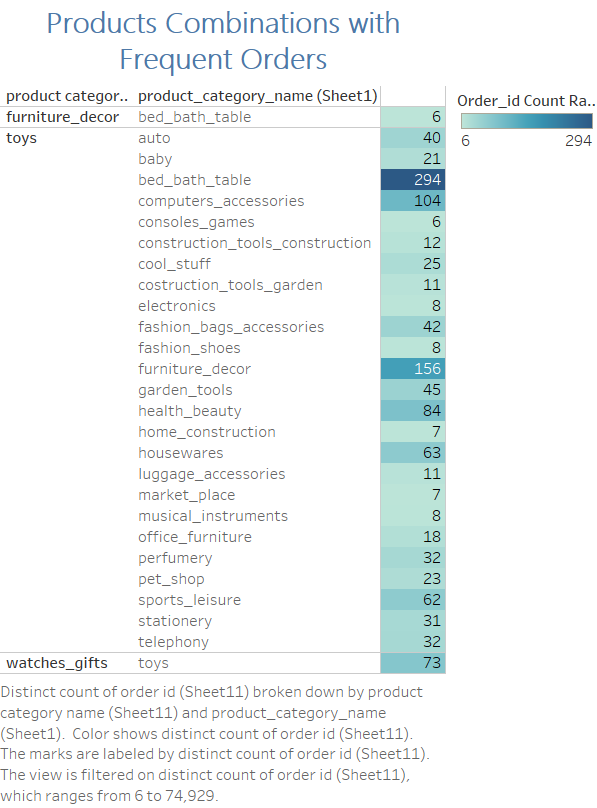 Products Combinations with
Frequent Orders
product categor.. product_category_name (Sheet1)
Order_id Count Ra..
6 294
furniture_decor bed_bath_table 6
toys auto 40
baby 21
bed_bath_table 294
computers_accessories 104
consoles_games 6
construction_tools_construction 12
cool_stuff 25
costruction_tools_garden 11
electronics 8
fashion_bags_accessories 42
fashion_shoes 8
furniture_decor 156
garden_tools 45
health_beauty 84
home_construction 7
housewares 63
luggage_accessories 11
market_place 7
musical_instruments 8
office_furniture 18
perfumery 32
pet_shop 23
sports_leisure 62
stationery 31
telephony 32
watches_gifts toys 73
Distinct count of order id (Sheet11) broken down by product
category name (Sheet11) and product_category_name
(Sheet1). Color shows distinct count of order id (Sheet11).
The marks are labeled by distinct count of order id (Sheet11).
The view is filtered on distinct count of order id (Sheet11),
which ranges from 6 to 74,929.